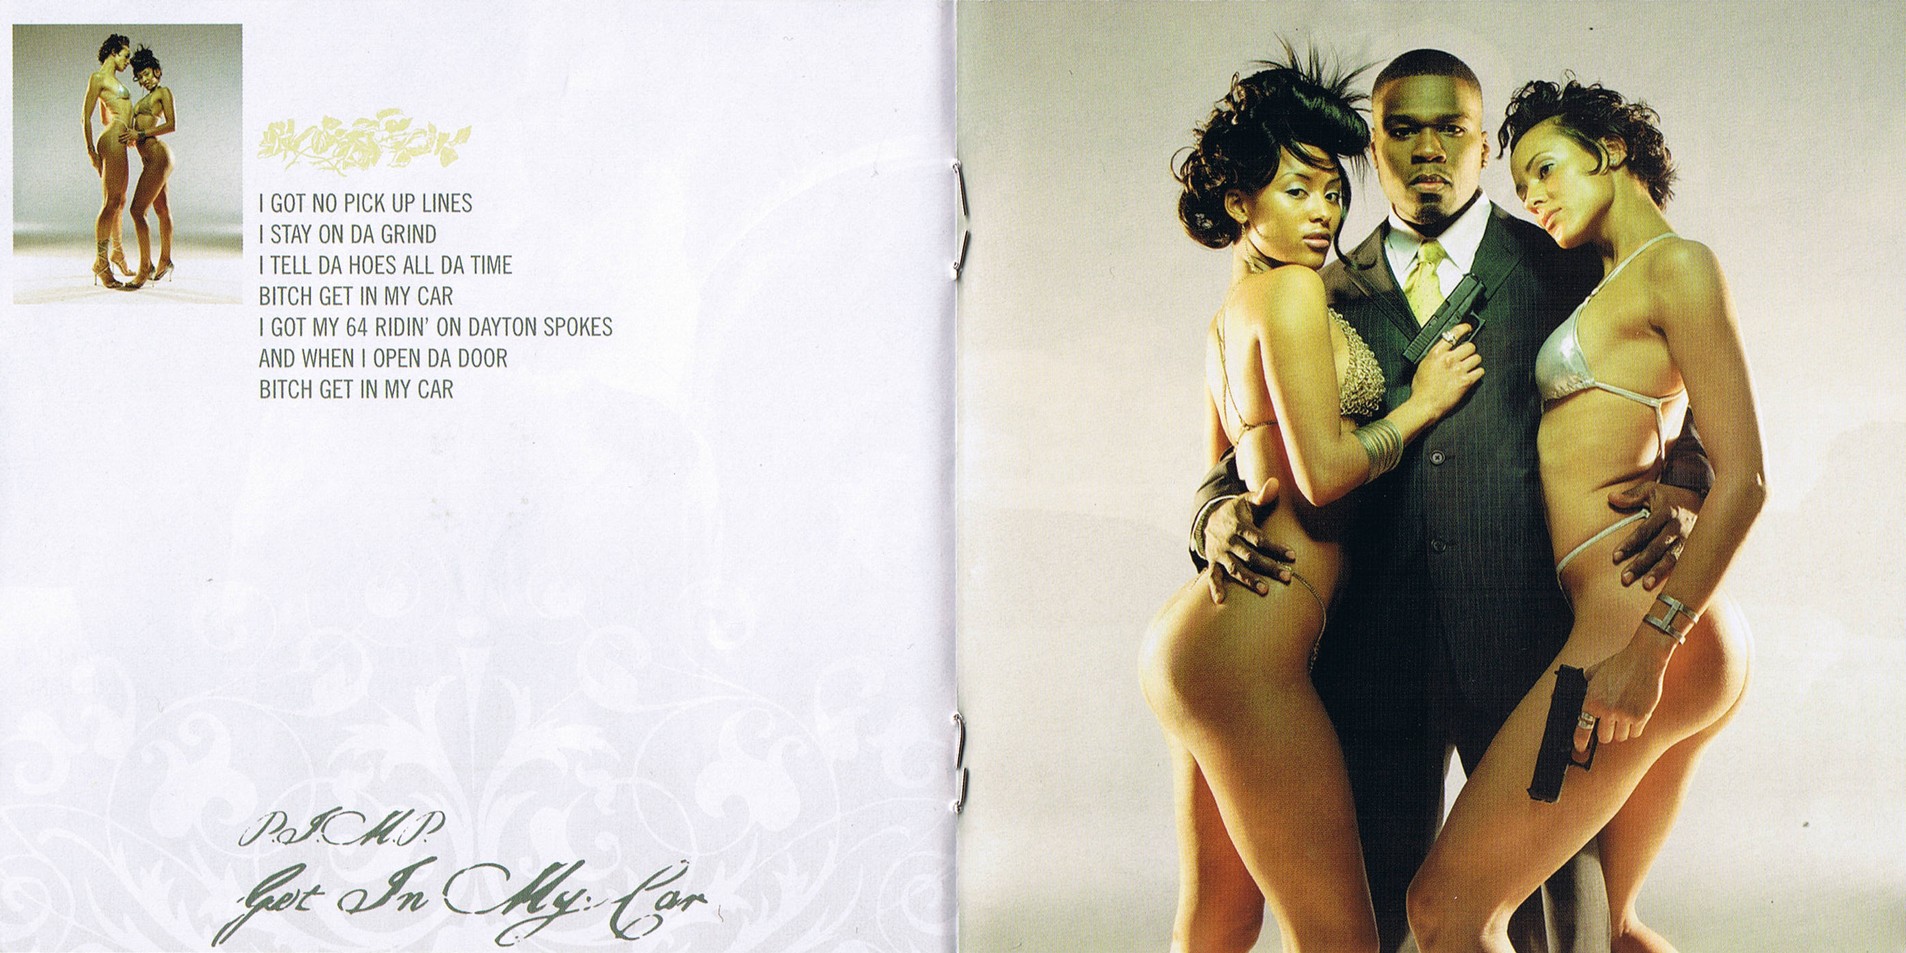 I GOT NO PICK UP LINES
I STAY ON DA GRIND
I TELL DA HOES ALL DA TIME
BITCH GET IN MY CAR
I GOT MY 64 RIDIN' ON DAYTON SPOKES
AND WHEN I OPEN DA DOOR
BITCH GET IN MY CAR
P.I.M.P.
Get In My Car